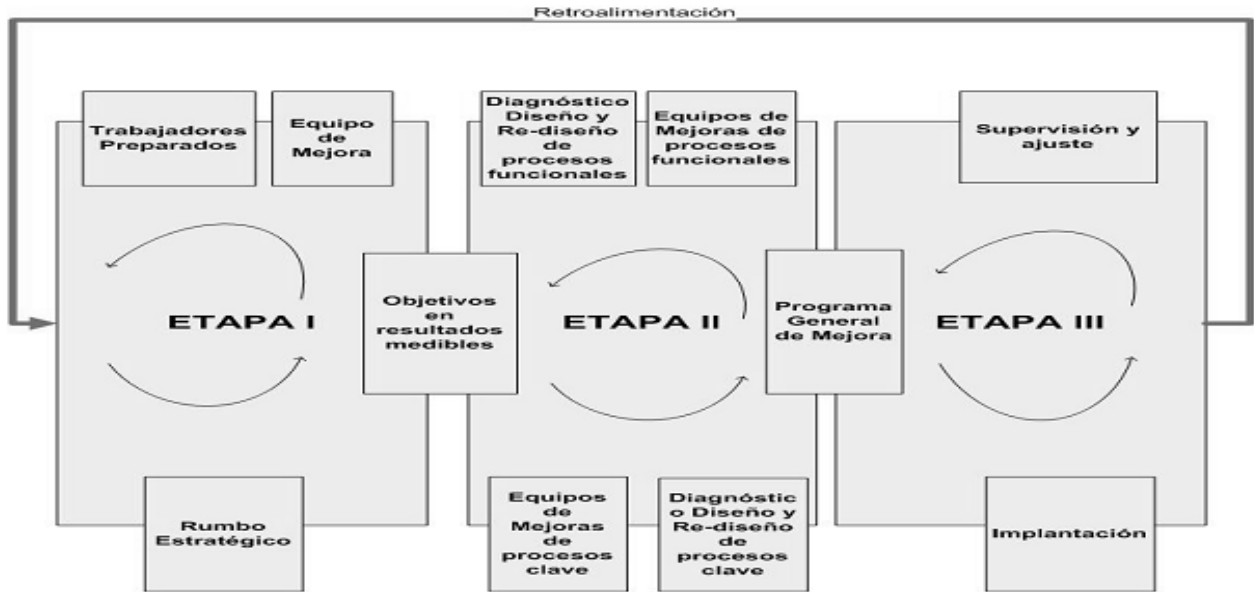 Retroalimentación
Trabajadores
Preparados
Equipo
de
Mejora
Diagnóstico
Diseño y
Re-diseño
de
procesos
funcionales
Equipos de
Mejoras de
procesos
funcionales
Supervisión y
ajuste
ETAPA I
Objetivos
en
resultados
medibles
ETAPA II
Programa
General
de Mejora
ETAPA III
Rumbo
Estratégico
Equipos
de
Mejoras
de
procesos
clave
Diagnóstic
o Diseño y
Re-diseño
de
procesos
clave
Implantación